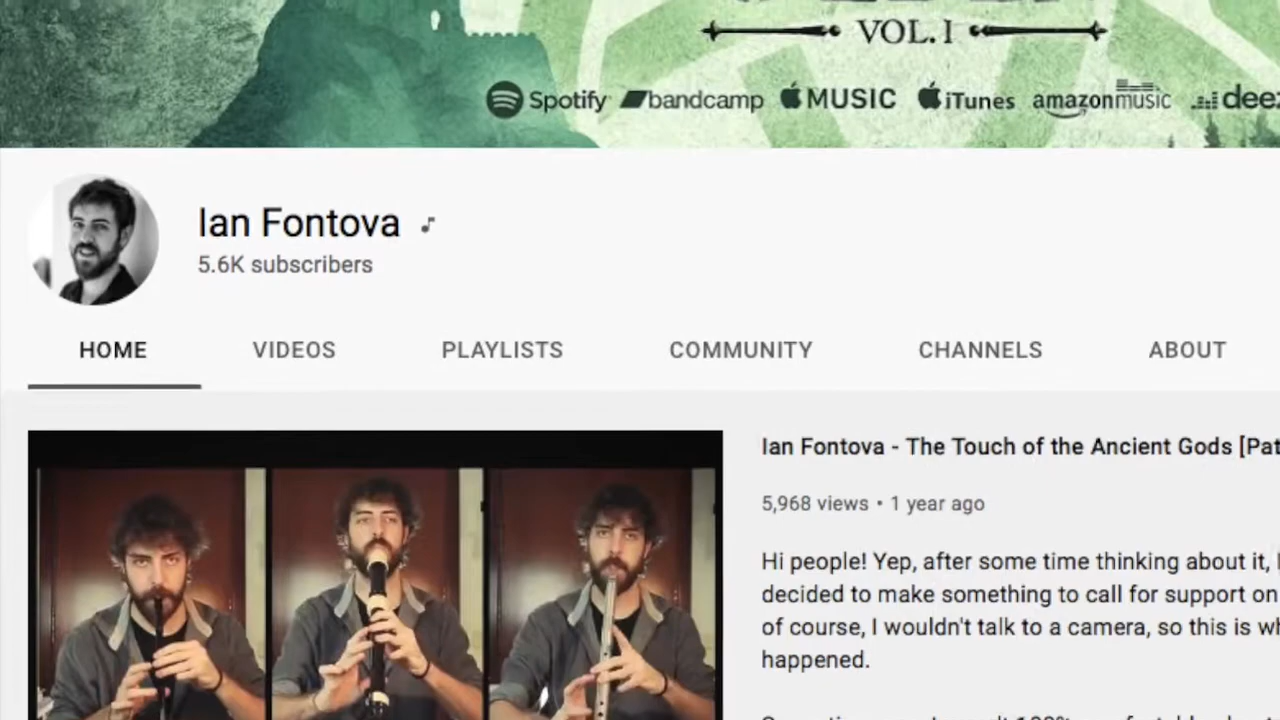 VOL. I
Spotify bandcamp MUSIC iTunes amazonmusic deez
Ian Fontova
5.6K subscribers
HOME VIDEOS PLAYLISTS COMMUNITY CHANNELS ABOUT
Ian Fontova - The Touch of the Ancient Gods [Pat
5,968 views • 1 year ago
Hi people! Yep, after some time thinking about it,
decided to make something to call for support on
of course, I wouldn't talk to a camera, so this is wh
happened.